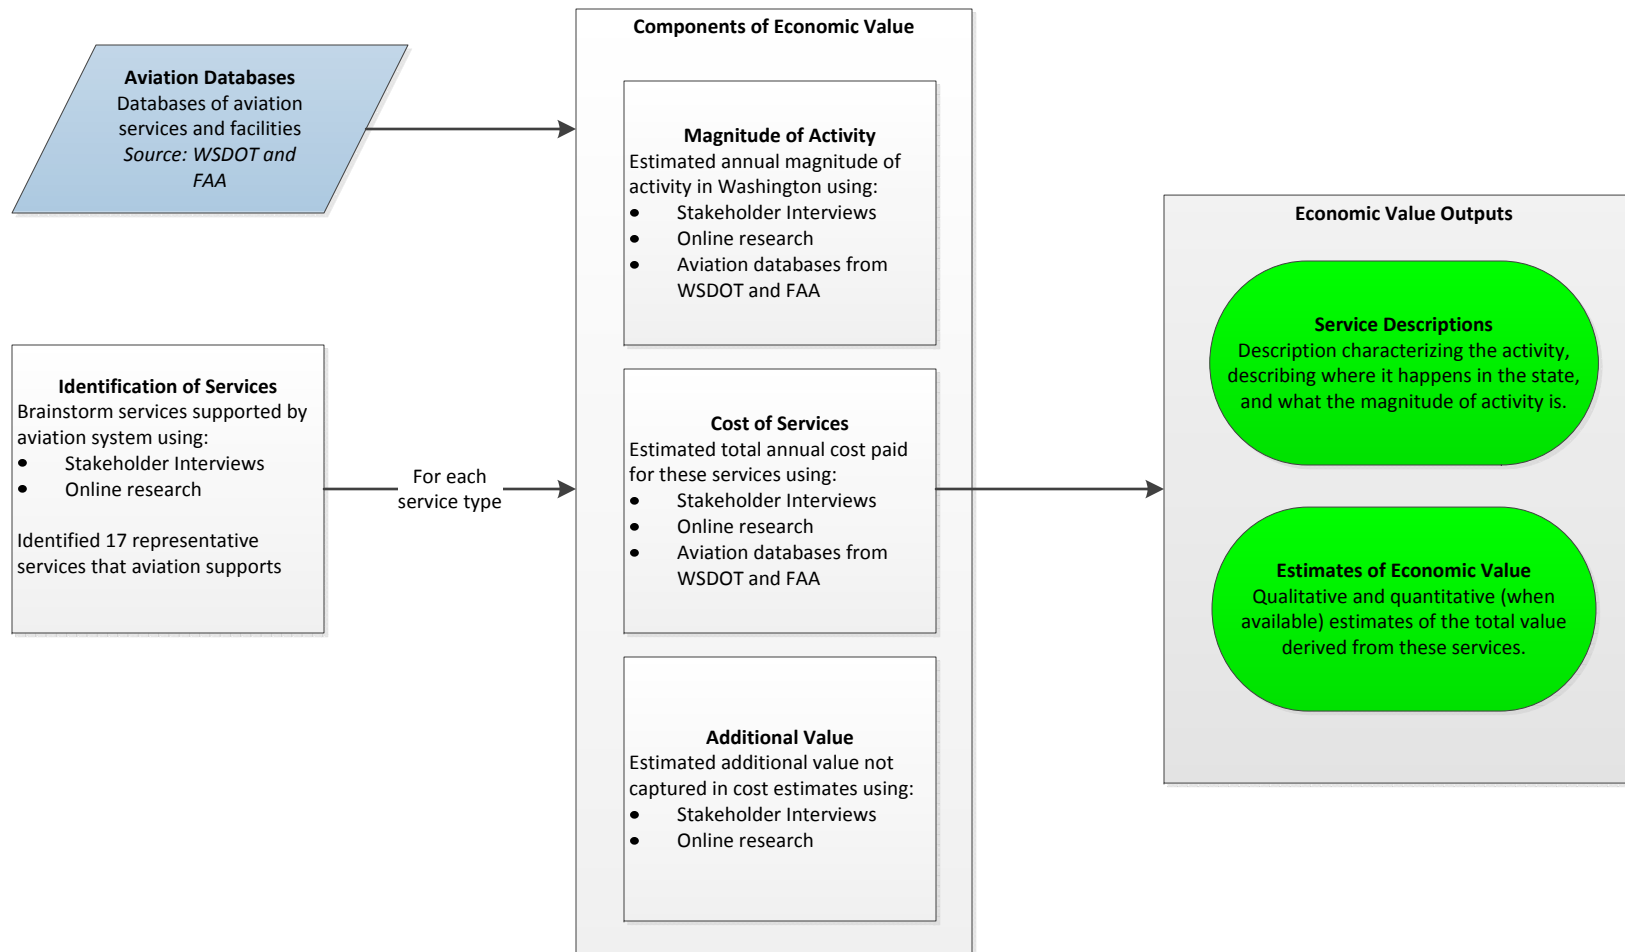 Aviation Databases
Databases of aviation
services and facilities
Source: WSDOT and
FAA
Identification of Services
Brainstorm services supported by
aviation system using:
• Stakeholder Interviews
• Online research
Identified 17 representative
services that aviation supports
For each
service type
Components of Economic Value
Magnitude of Activity
Estimated annual magnitude of
activity in Washington using:
• Stakeholder Interviews
• Online research
• Aviation databases from
WSDOT and FAA
Cost of Services
Estimated total annual cost paid
for these services using:
• Stakeholder Interviews
• Online research
• Aviation databases from
WSDOT and FAA
Additional Value
Estimated additional value not
captured in cost estimates using:
• Stakeholder Interviews
• Online research
Economic Value Outputs
Service Descriptions
Description characterizing the activity,
describing where it happens in the state,
and what the magnitude of activity is.
Estimates of Economic Value
Qualitative and quantitative (when
available) estimates of the total value
derived from these services.